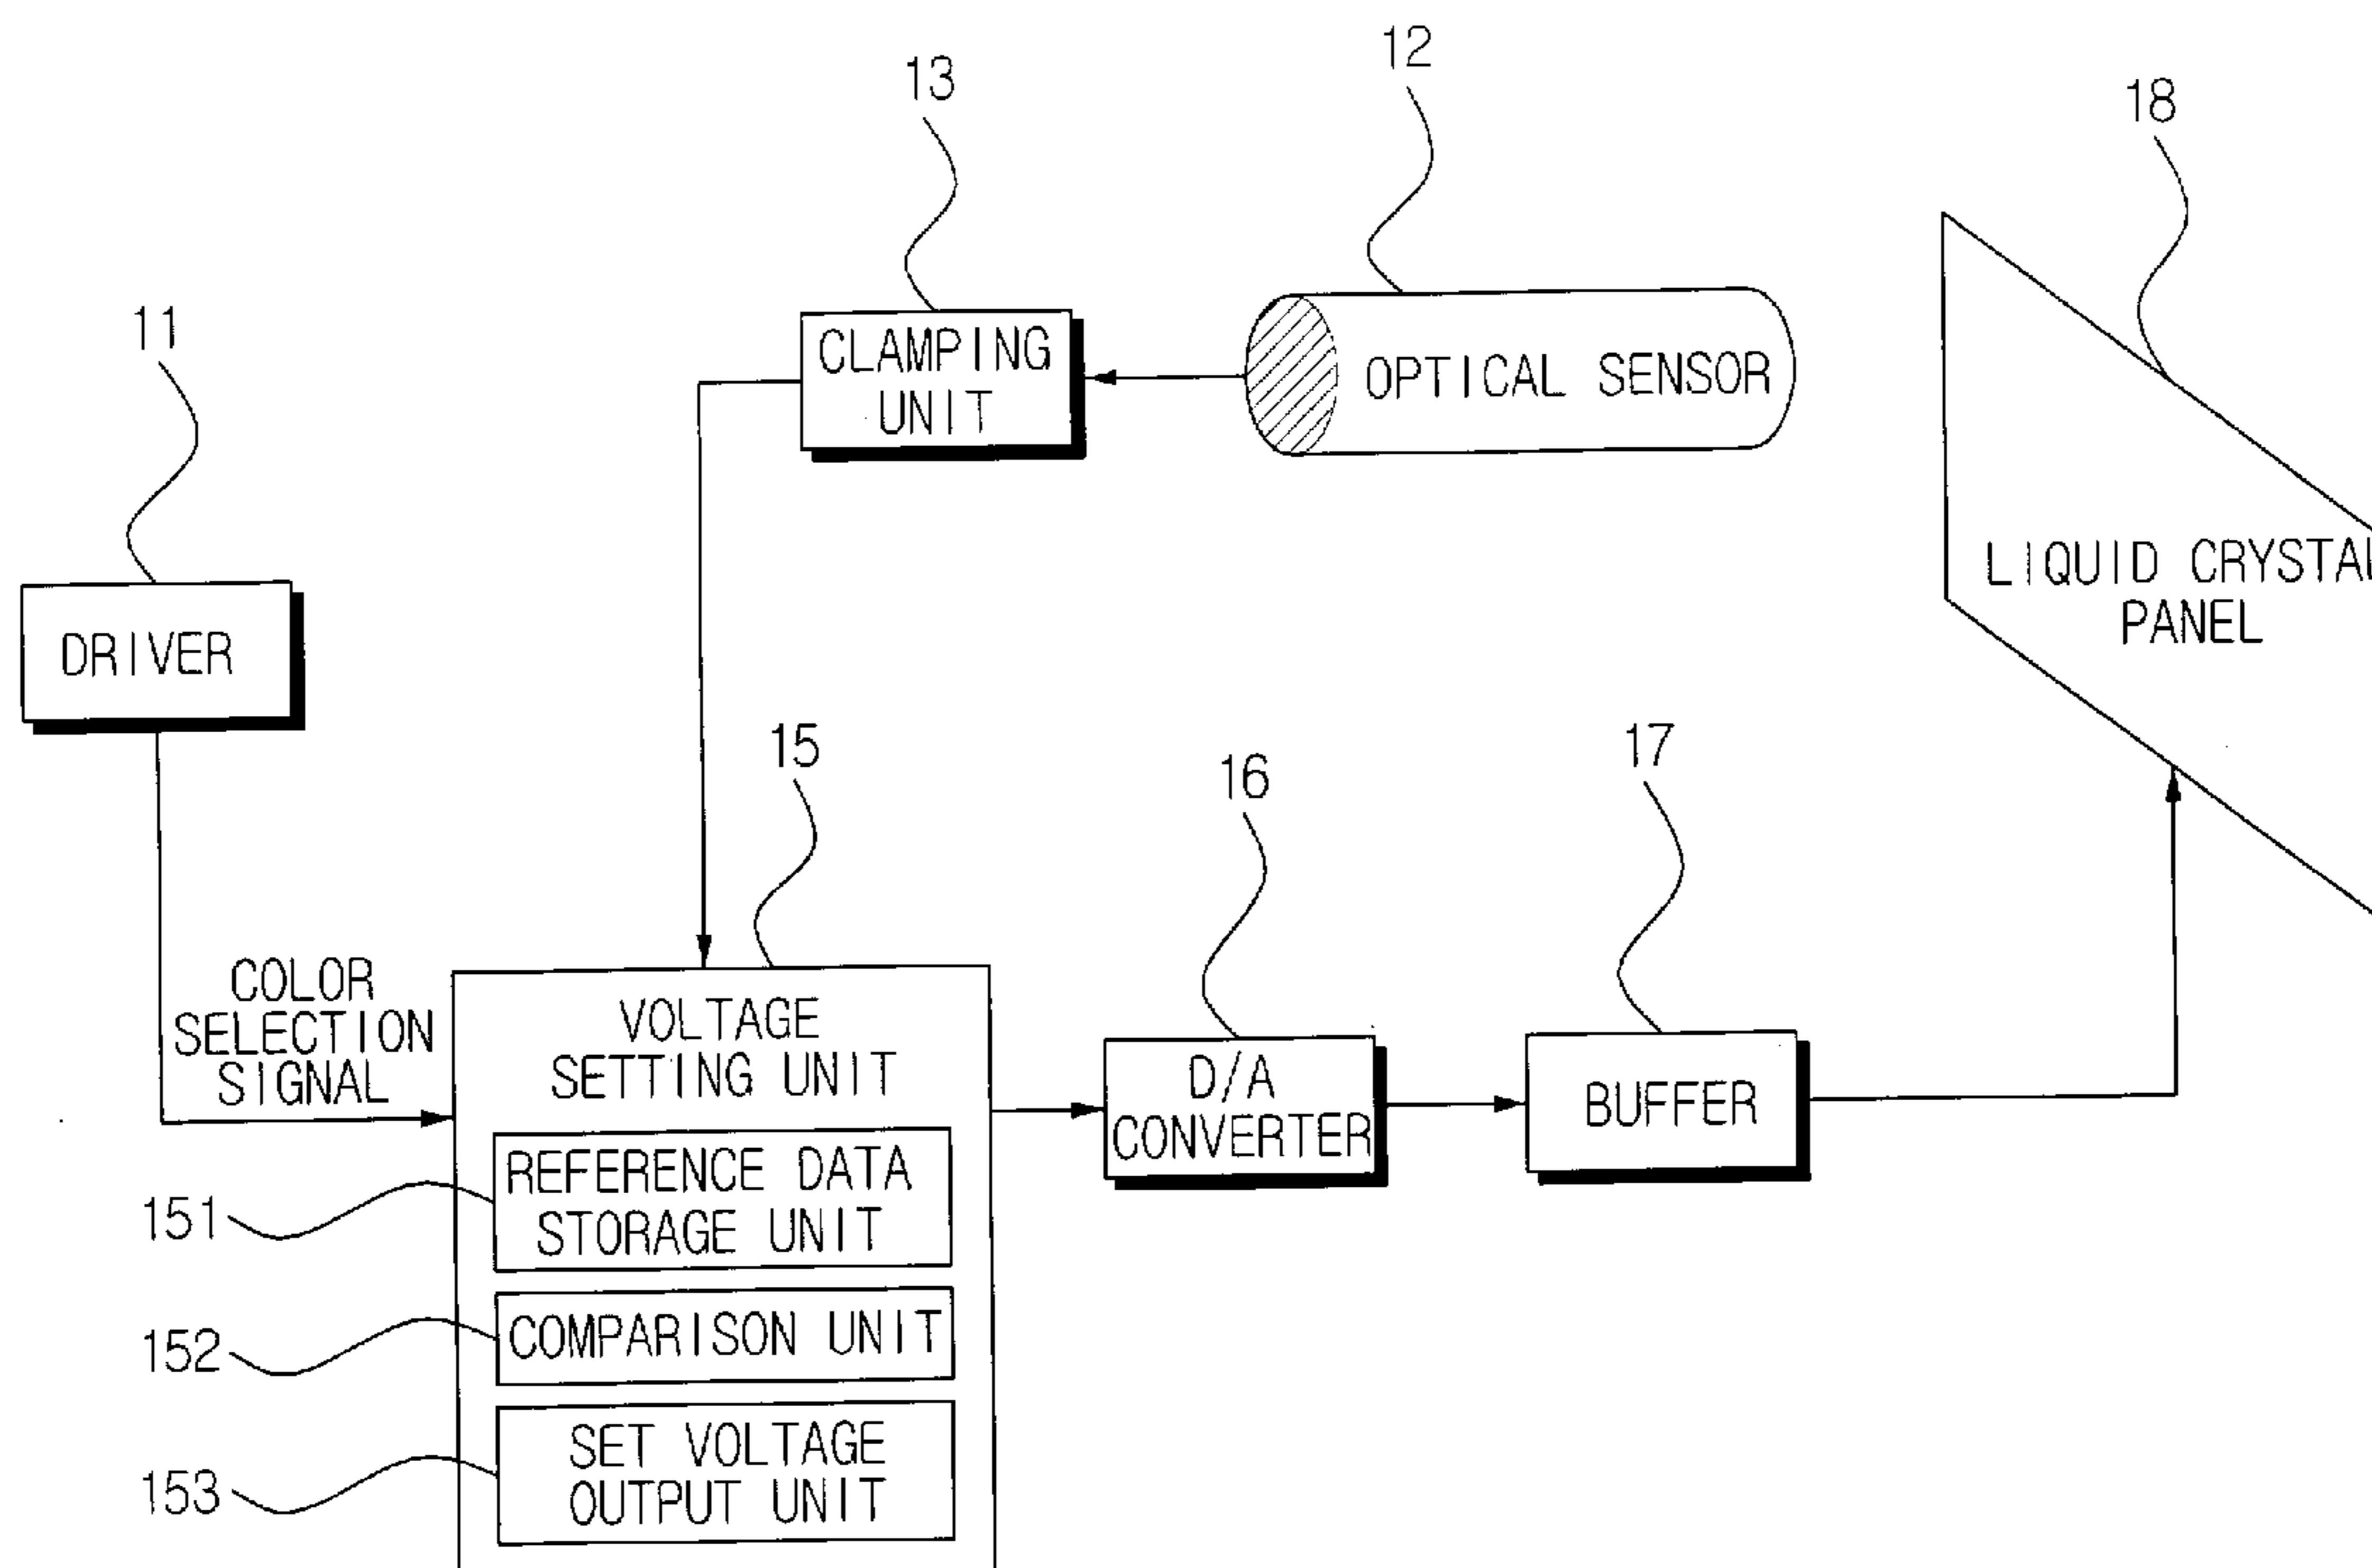 12
13
18
11
CLAMPING
UNIT
OPTICAL SENSOR
LIQUID CRYSTAL
PANEL
DRIVER
15
16
17
COLOR
SELECTION
SIGNAL
VOLTAGE
SETTING UNIT
D/A
CONVERTER
BUFFER
151
REFERENCE DATA
STORAGE UNIT
152
COMPARISON UNIT
153
SET VOLTAGE
OUTPUT UNIT